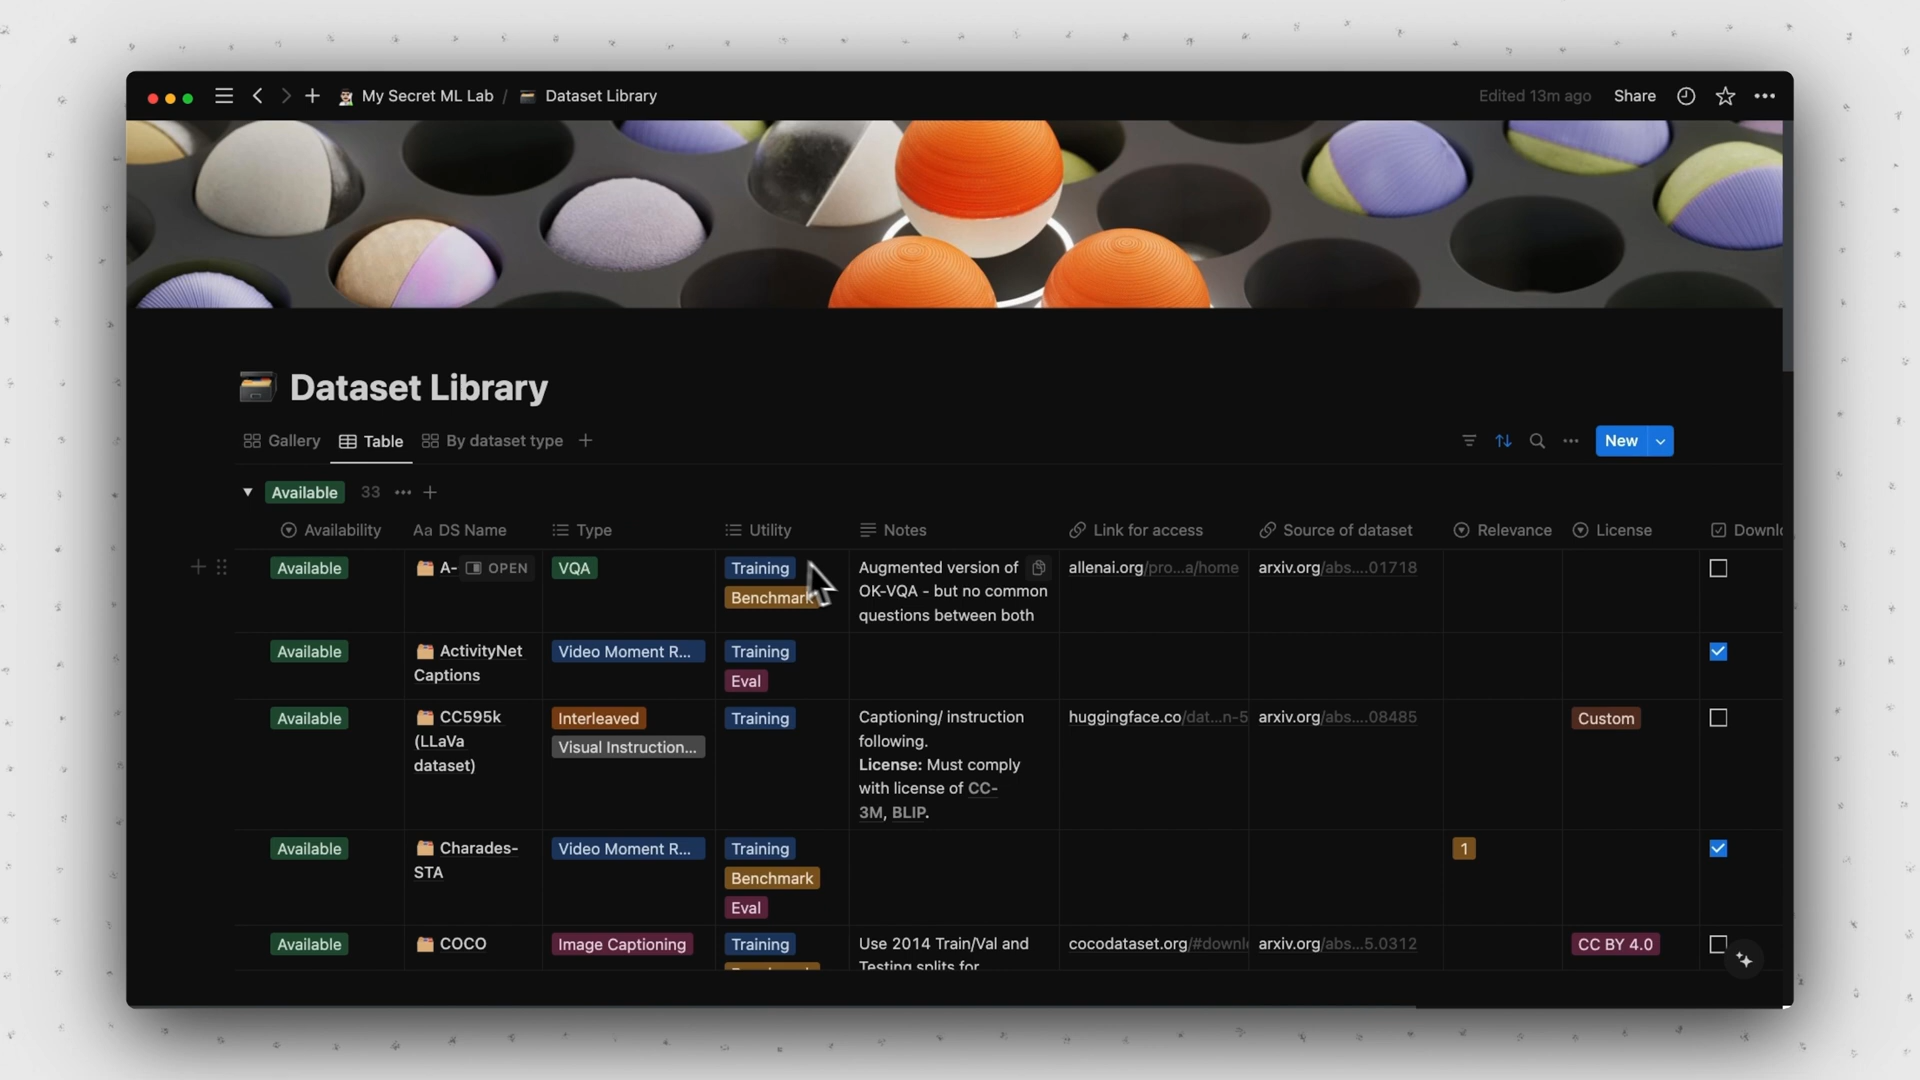 My Secret ML Lab / Dataset Library
Edited 13m ago Share
Dataset Library
Gallery Table By dataset type
New
Available 33
Availability Aa DS Name Type Utility Notes Link for access Source of dataset Relevance License Downlo
Available A- OPEN VQA Training Augmented version of allenai.org/pro...a/home arxiv.org/abs....01718
Benchmark OK-VQA - but no common
questions between both
Available ActivityNet Video Moment R... Training
Captions Eval
Available CC595k Interleaved Training Captioning/ instruction huggingface.co/dat...n-5 arxiv.org/abs....08485 Custom
(LLaVa Visual Instruction... following.
dataset) License: Must comply
with license of CC-
3M, BLIP.
Available Charades- Video Moment R... Training 1
STA Benchmark
Eval
Available COCO Image Captioning Training Use 2014 Train/Val and cocodataset.org/#downl arxiv.org/abs...5.0312 CC BY 4.0
Testing splits for